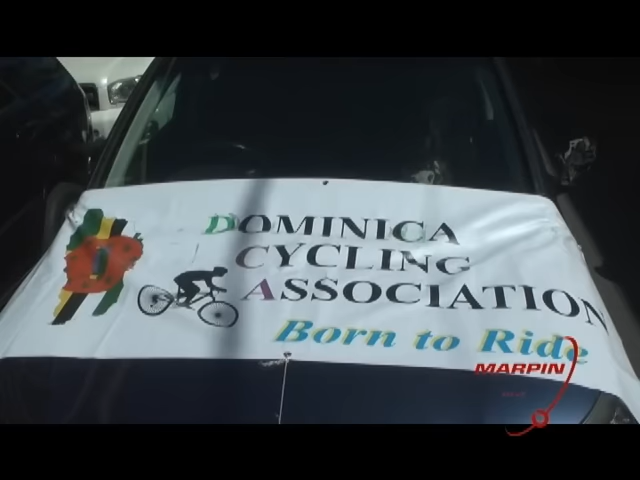 DOMINICA
CYCLING
ASSOCIATION
Born to Ride
MARPIN